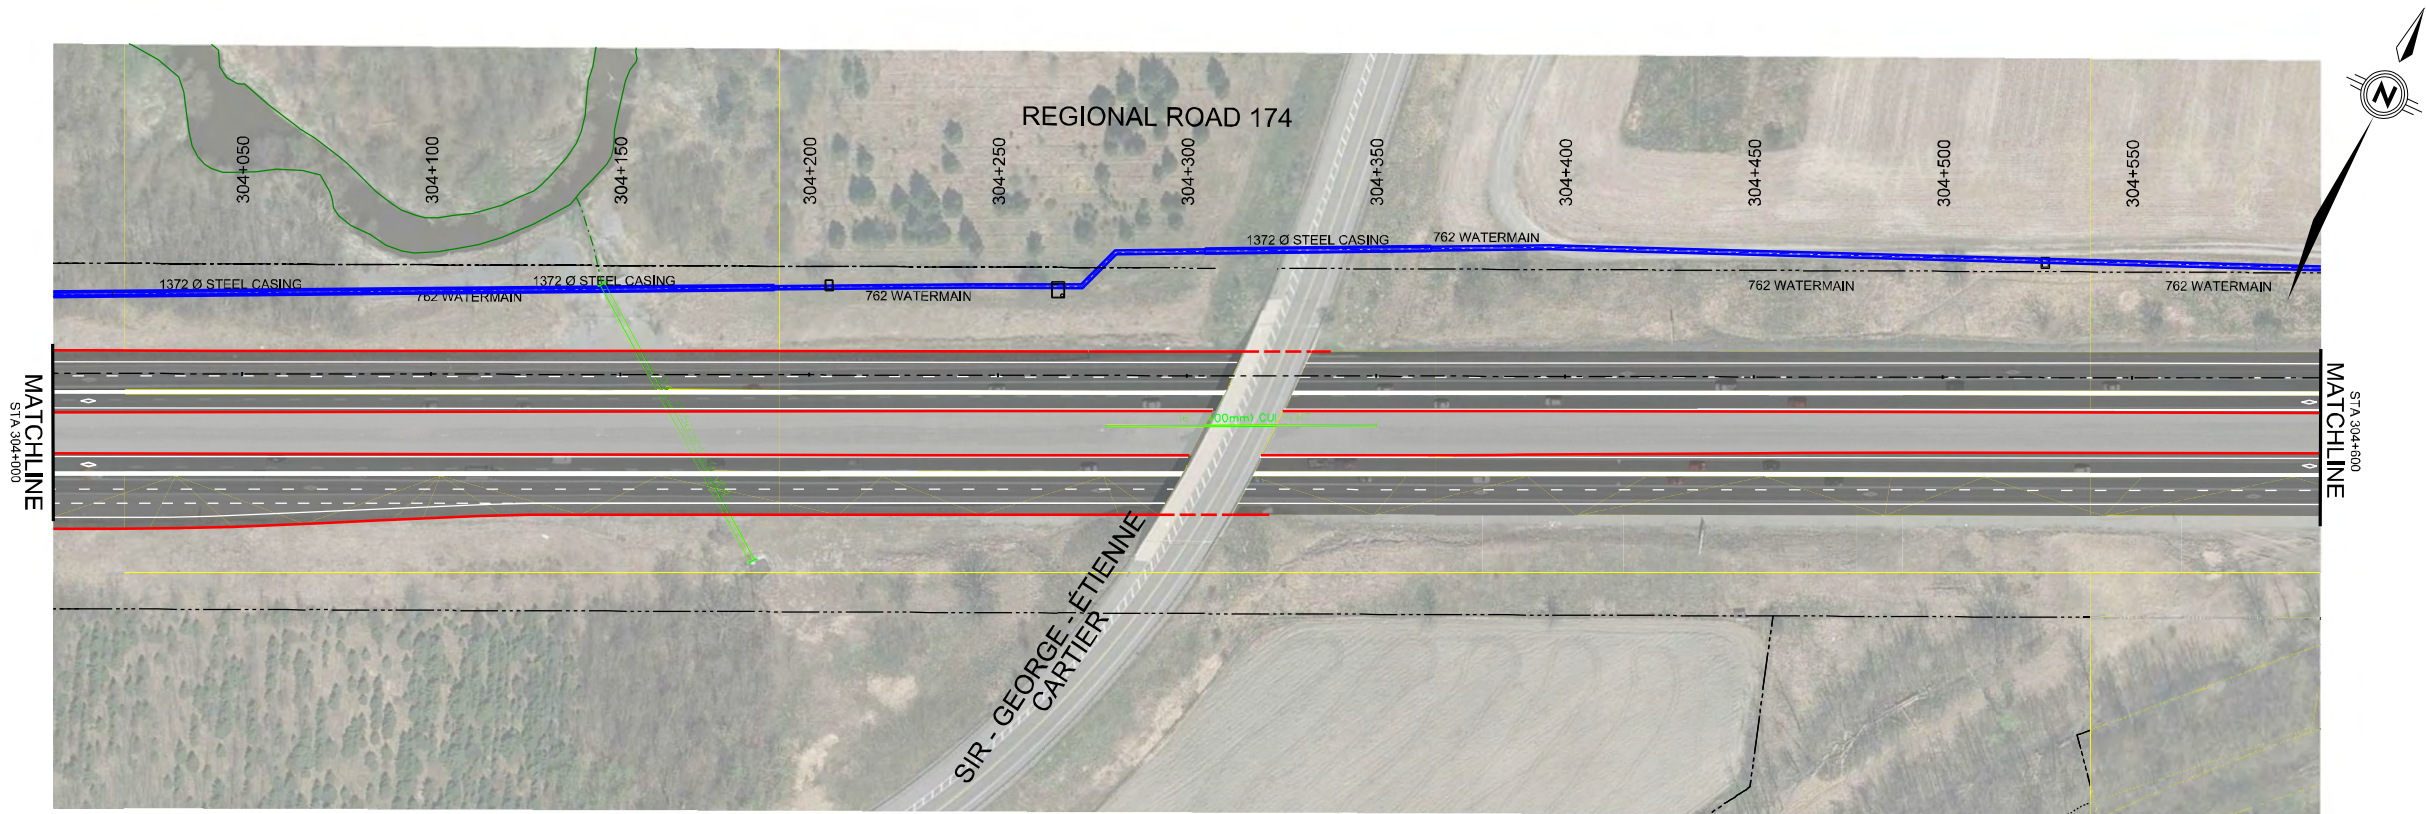 REGIONAL ROAD 174
N
304+050
304+100
304+150
304+200
304+250
304+300
304+350
304+400
304+450
304+500
304+550
1372 Ø STEEL CASING
762 WATERMAIN
1372 Ø STEEL CASING
762 WATERMAIN
1372 Ø STEEL CASING
762 WATERMAIN
762 WATERMAIN
762 WATERMAIN
MATCHLINE
STA 304+000
MATCHLINE
STA 304+600
00mm) CU
SIR - GEORGE - ÉTIENNE
CARTIER